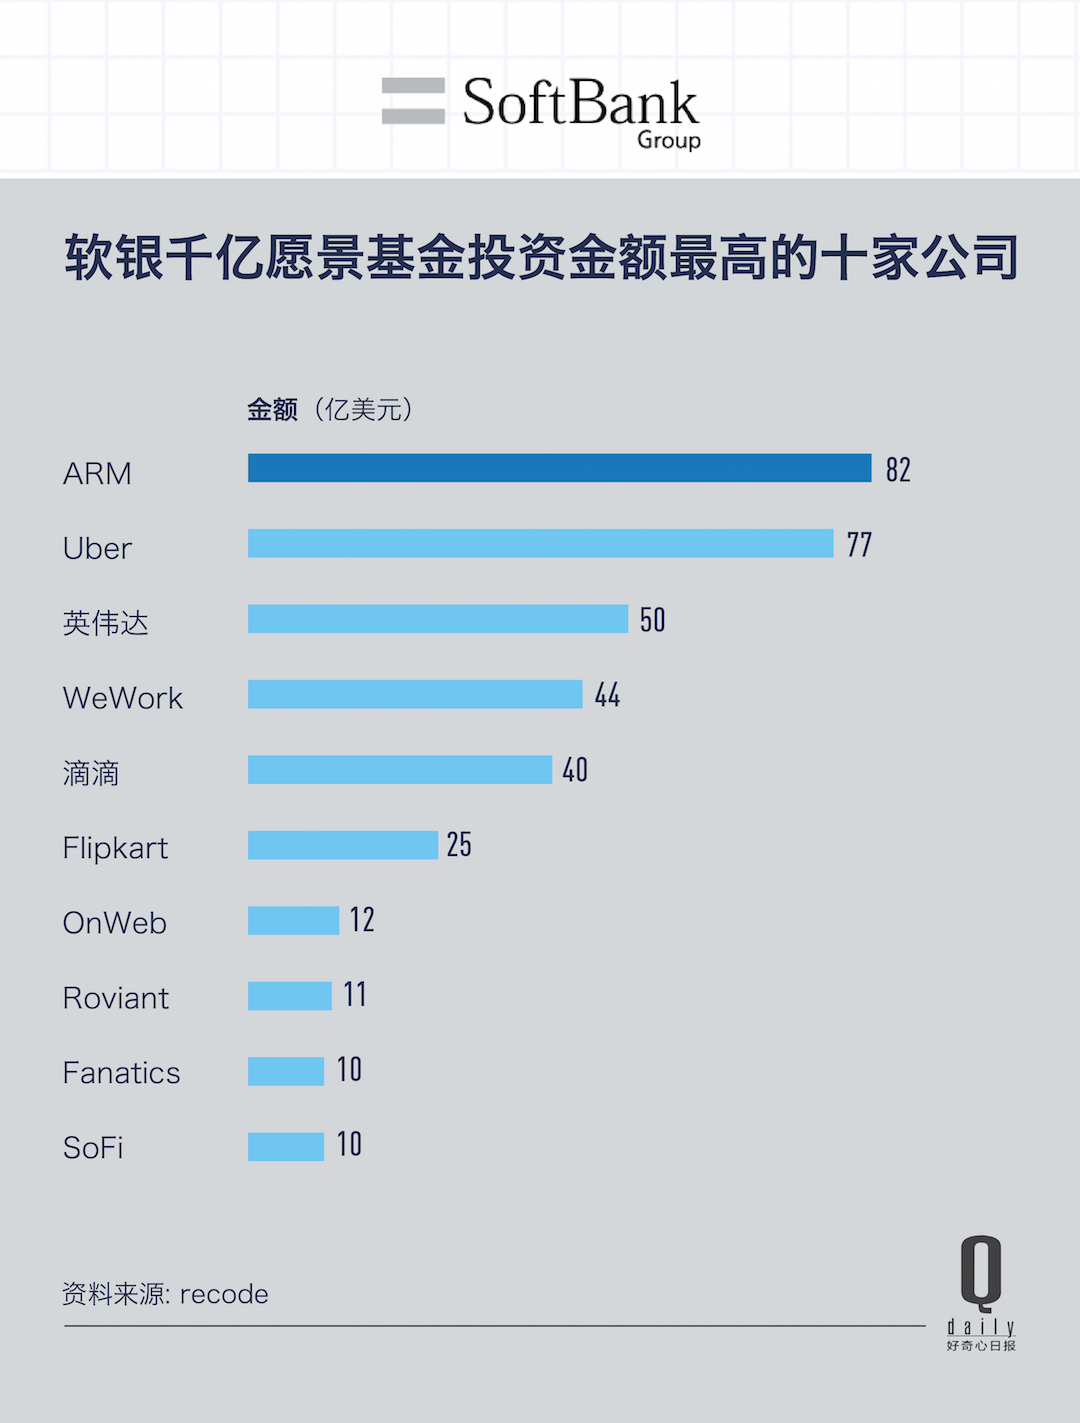 SoftBank
Group
软银千亿愿景基金投资金额最高的十家公司
金额（亿美元）
ARM 82
Uber 77
英伟达 50
WeWork 44
滴滴 40
Flipkart 25
OnWeb 12
Roviant 11
Fanatics 10
SoFi 10
资料来源: recode
Q
daily
好奇心日报